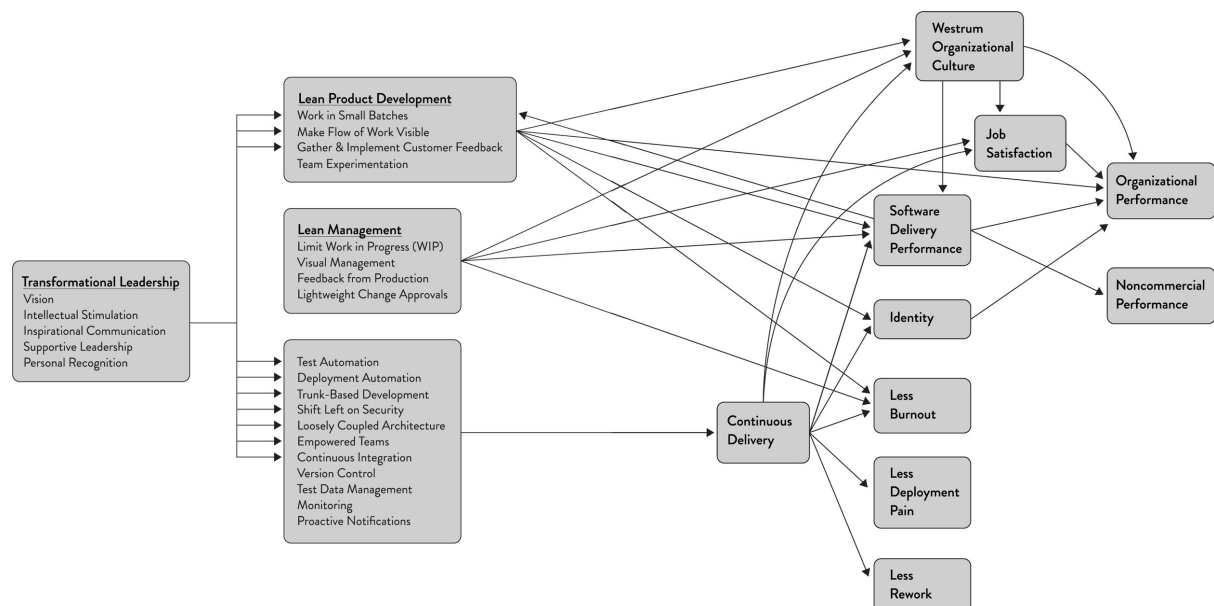 Westrum
Organizational
Culture
Lean Product Development
Work in Small Batches
Make Flow of Work Visible
Gather & Implement Customer Feedback
Team Experimentation
Job
Satisfaction
Organizational
Performance
Lean Management
Limit Work in Progress (WIP)
Visual Management
Feedback from Production
Lightweight Change Approvals
Software
Delivery
Performance
Transformational Leadership
Vision
Intellectual Stimulation
Inspirational Communication
Supportive Leadership
Personal Recognition
Noncommercial
Performance
Identity
Test Automation
Deployment Automation
Trunk-Based Development
Shift Left on Security
Loosely Coupled Architecture
Empowered Teams
Continuous Integration
Version Control
Test Data Management
Monitoring
Proactive Notifications
Continuous
Delivery
Less
Burnout
Less
Deployment
Pain
Less
Rework